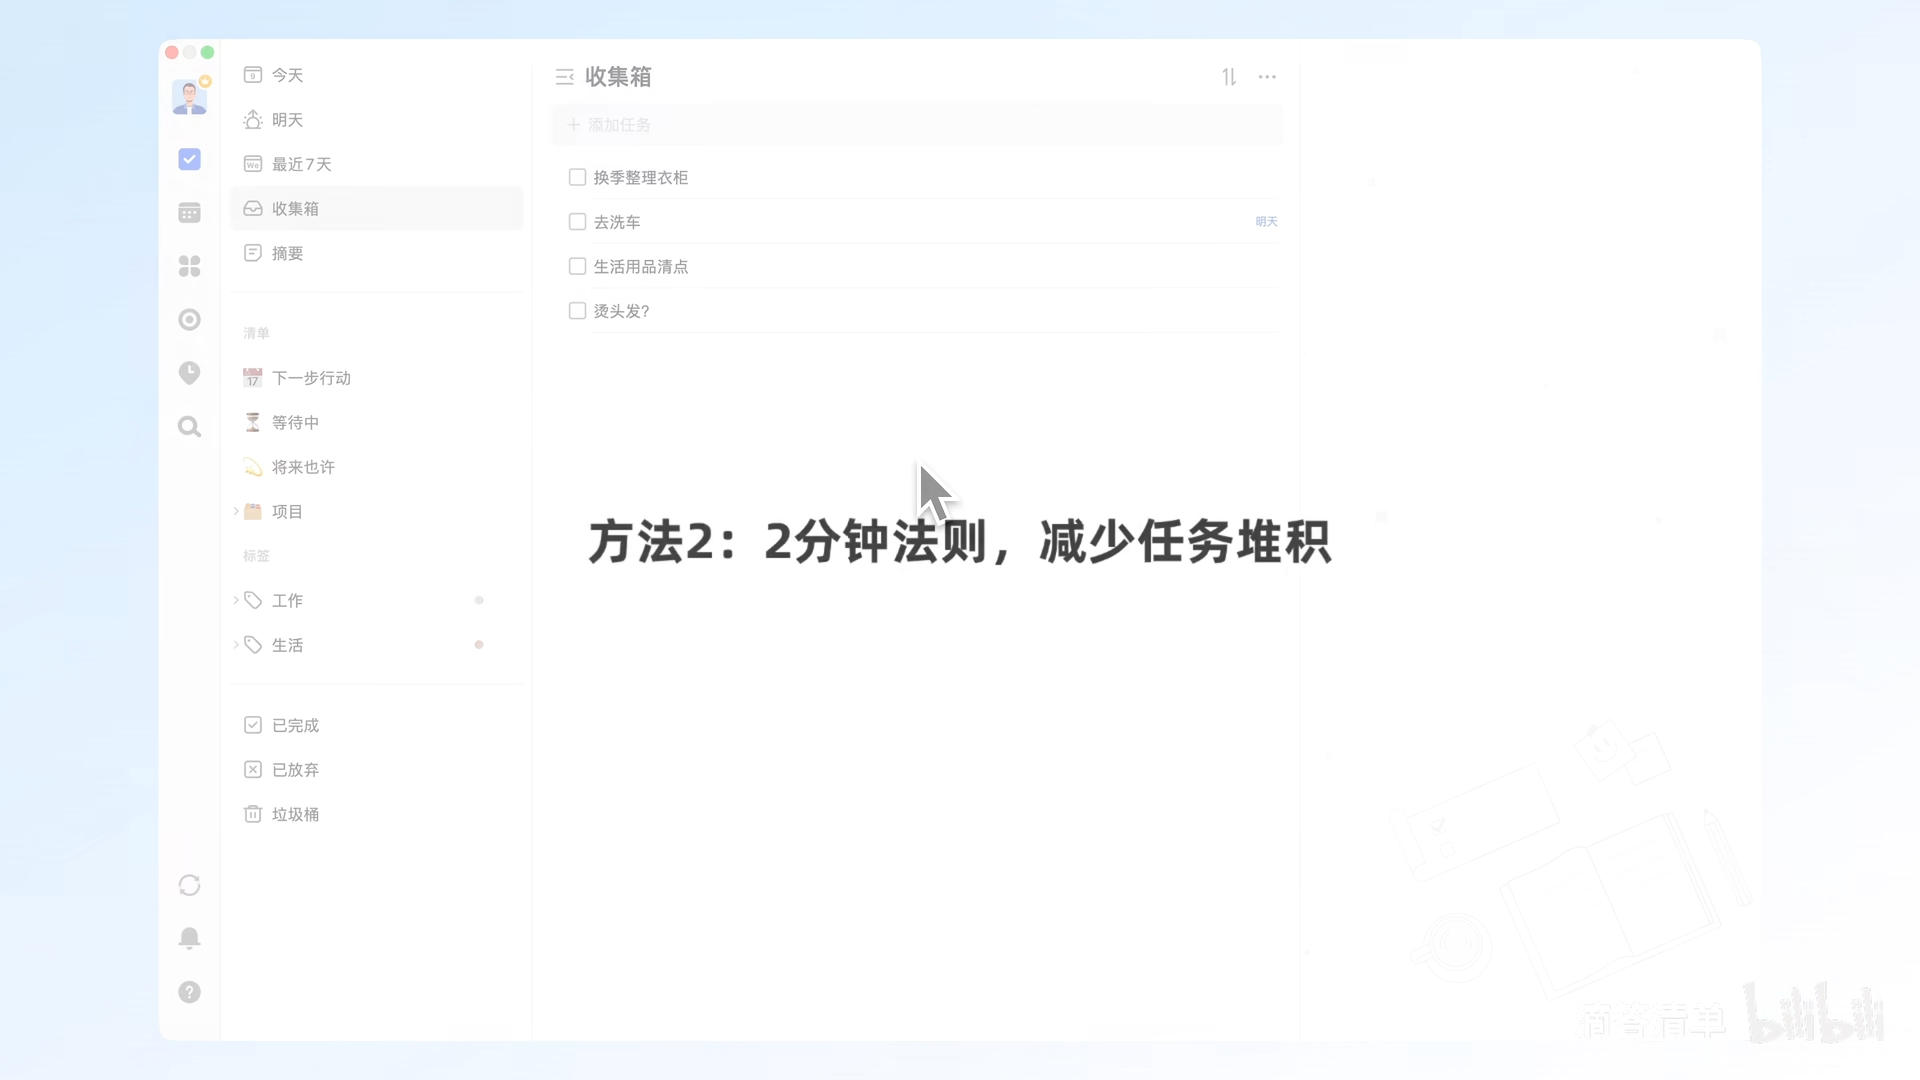 今天
明天
最近7天
收集箱
摘要
清单
17 下一步行动
等待中
将来也许
项目
标签
工作
生活
已完成
已放弃
垃圾桶
收集箱
+ 添加任务
换季整理衣柜
去洗车 明天
生活用品清点
烫头发？
方法2：2分钟法则，减少任务堆积
滴答清单 bilibili